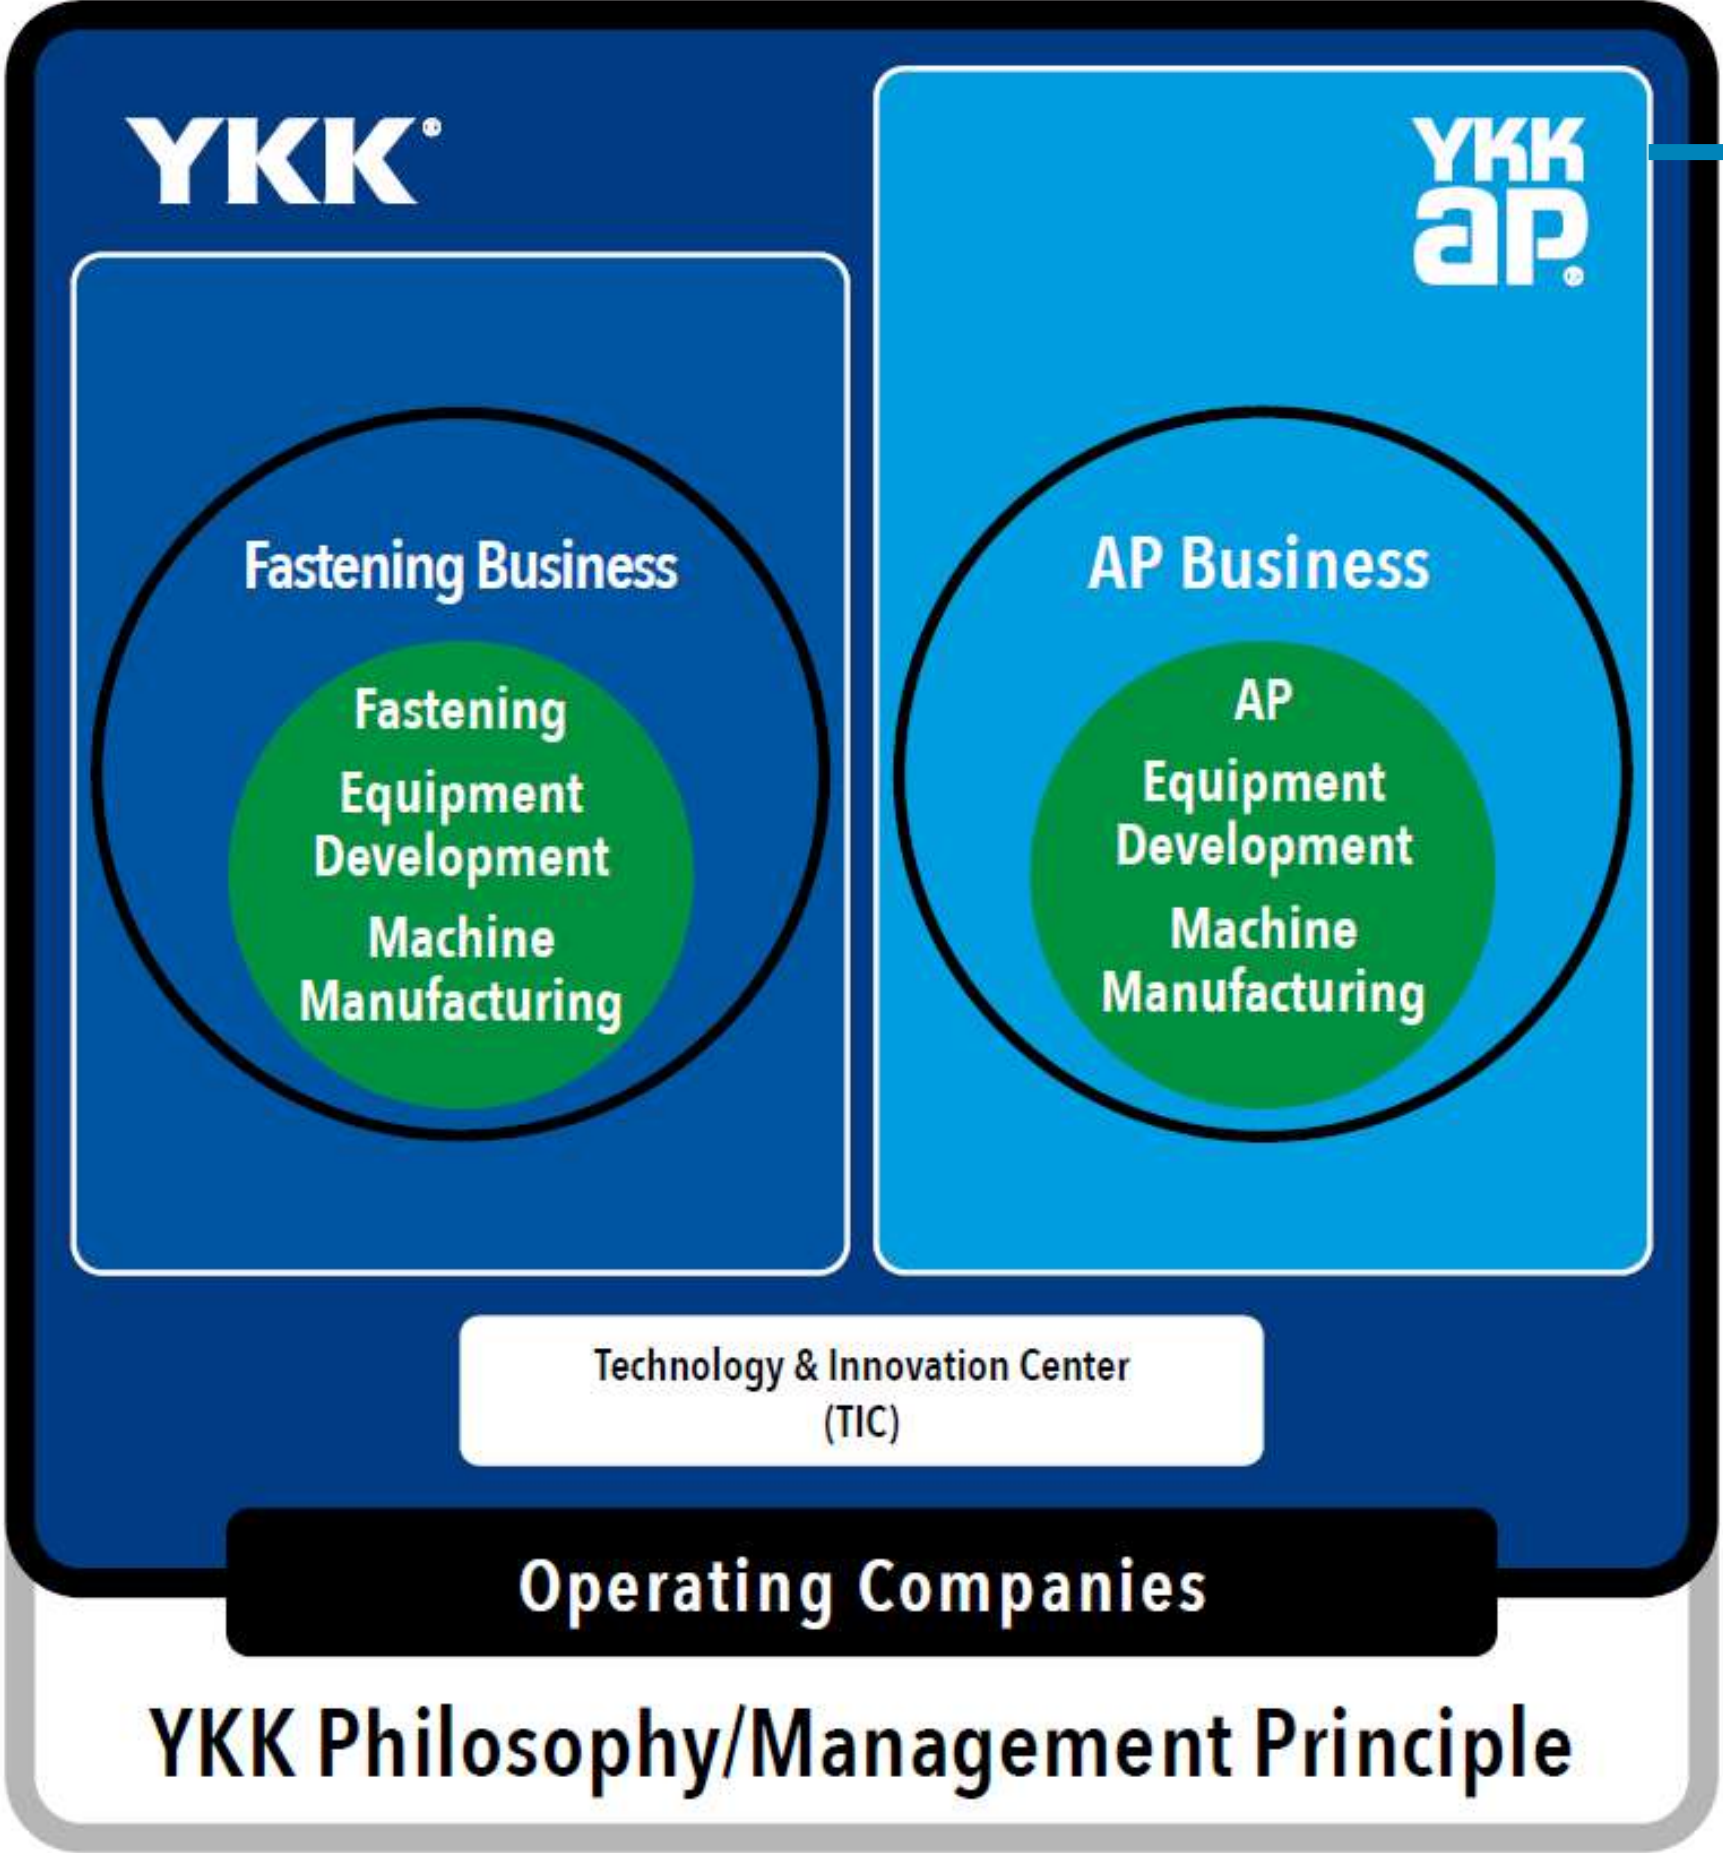 YKK®
YKK
ap®
Fastening Business
Fastening
Equipment
Development
Machine
Manufacturing
AP Business
AP
Equipment
Development
Machine
Manufacturing
Technology & Innovation Center
(TIC)
Operating Companies
YKK Philosophy/Management Principle